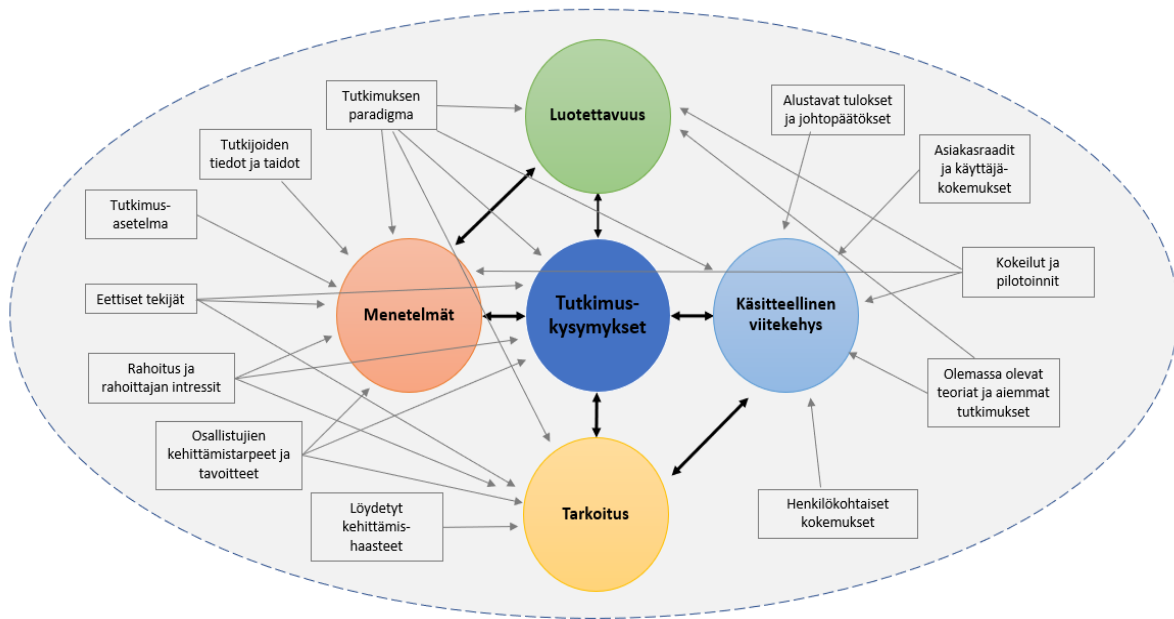 Tutkimuksen
paradigma
Luotettavuus
Alustavat tulokset
ja johtopäätökset
Tutkijoiden
tiedot ja taidot
Asiakasraadit
ja käyttäjä-
kokemukset
Tutkimus-
asetelma
Kokeilut ja
pilotoinnit
Eettiset tekijät
Menetelmät
Tutkimus-
kysymykset
Käsitteellinen
viitekehys
Rahoitus ja
rahoittajan intressit
Olemassa olevat
teoriat ja aiemmat
tutkimukset
Osallistujien
kehittämistarpeet ja
tavoitteet
Löydetyt
kehittämis-
haasteet
Tarkoitus
Henkilökohtaiset
kokemukset